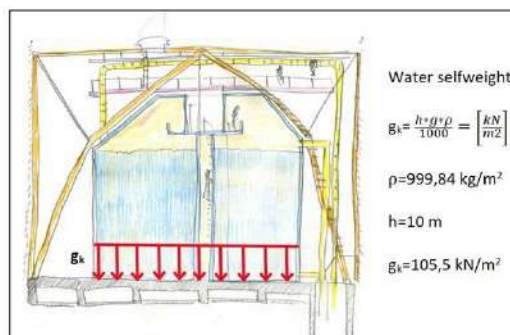 Water selfweight
gₖ= h*g*ρ/1000 = [kN/m2]
ρ=999,84 kg/m²
h=10 m
gₖ=105,5 kN/m²
gₖ